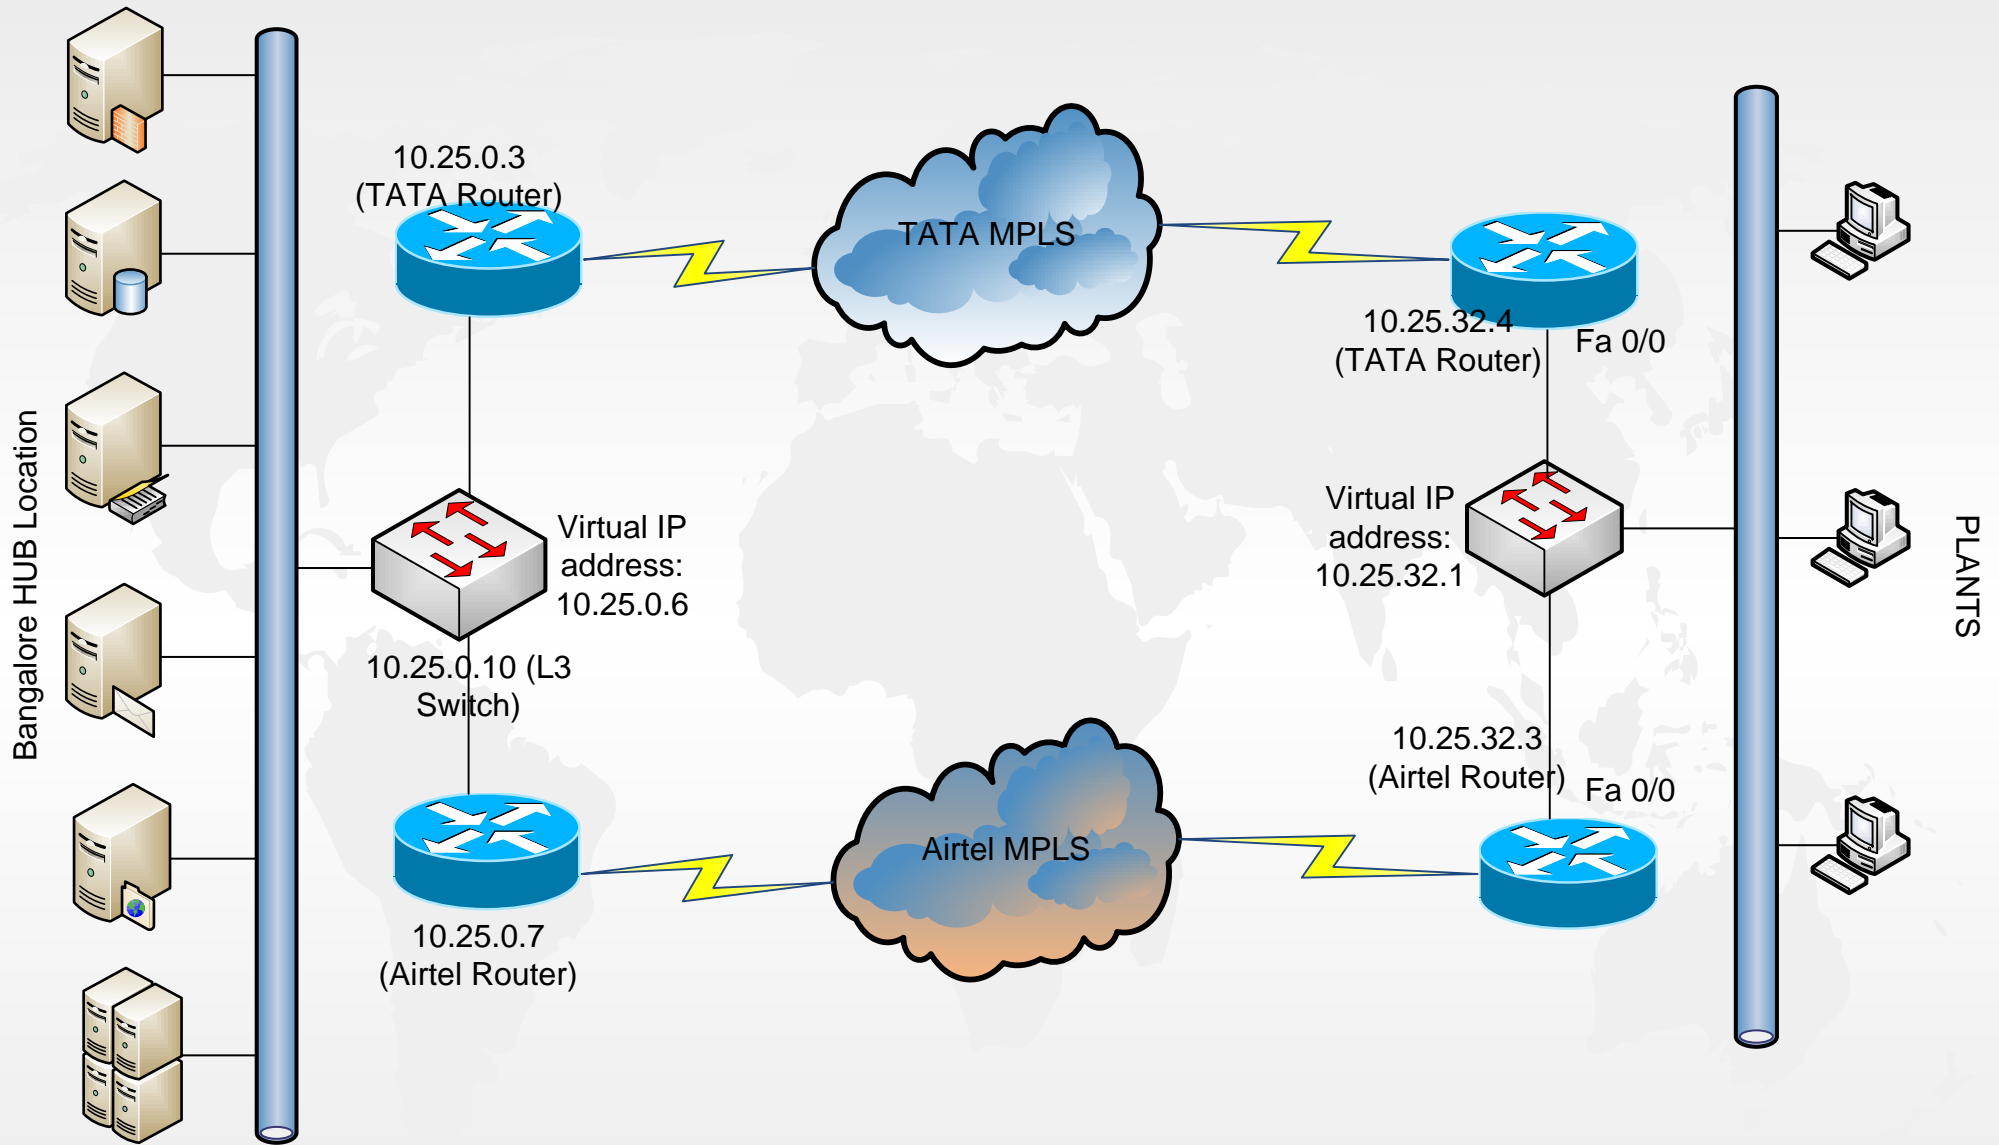 Bangalore HUB Location
10.25.0.3
(TATA Router)
TATA MPLS
10.25.32.4
(TATA Router)
Fa 0/0
Virtual IP
address:
10.25.0.6
10.25.0.10 (L3
Switch)
Virtual IP
address:
10.25.32.1
10.25.32.3
(Airtel Router)
Fa 0/0
Airtel MPLS
10.25.0.7
(Airtel Router)
PLANTS